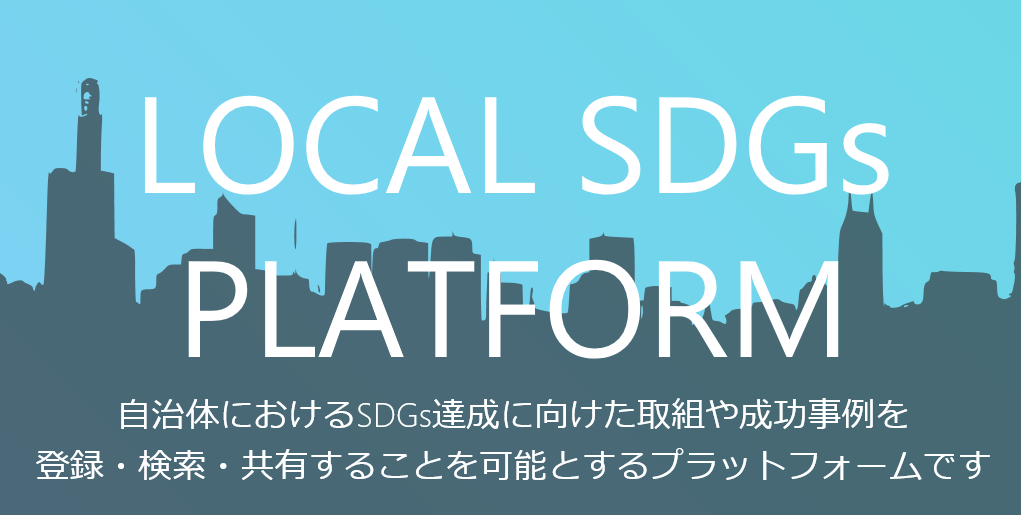 LOCAL SDGs
PLATFORM
自治体におけるSDGs達成に向けた取組や成功事例を
登録・検索・共有することを可能とするプラットフォームです